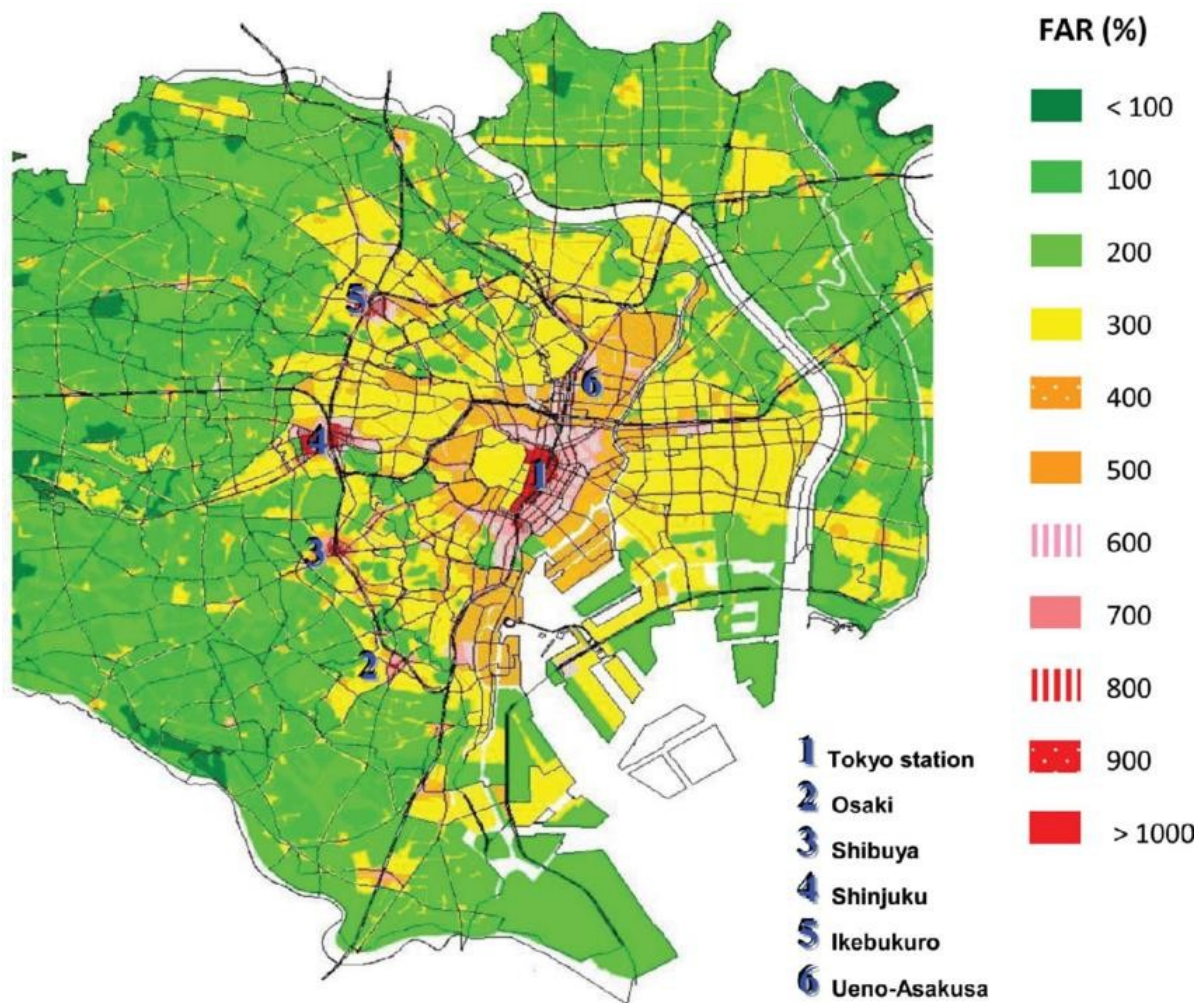 FAR (%)
< 100
100
200
300
400
500
600
700
800
900
> 1000
5
6
4
1
3
2
1 Tokyo station
2 Osaki
3 Shibuya
4 Shinjuku
5 Ikebukuro
6 Ueno-Asakusa